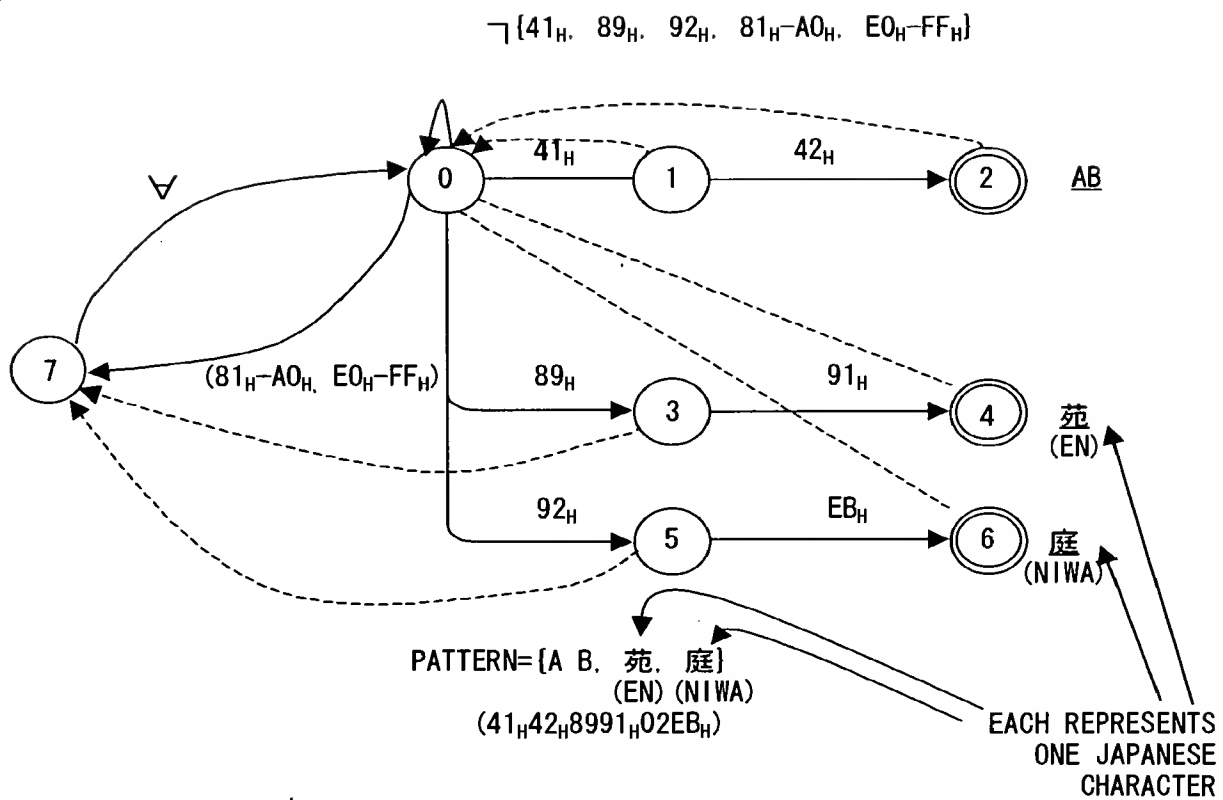 ¬{41H, 89H, 92H, 81H-A0H, E0H-FFH}
∀
0
41H
1
42H
2
AB
7
(81H-A0H, E0H-FFH)
89H
3
91H
4
苑
(EN)
92H
5
EBH
6
庭
(NIWA)
PATTERN={A B, 苑, 庭}
(EN) (NIWA)
(41H42H8991H02EBH)
EACH REPRESENTS
ONE JAPANESE
CHARACTER